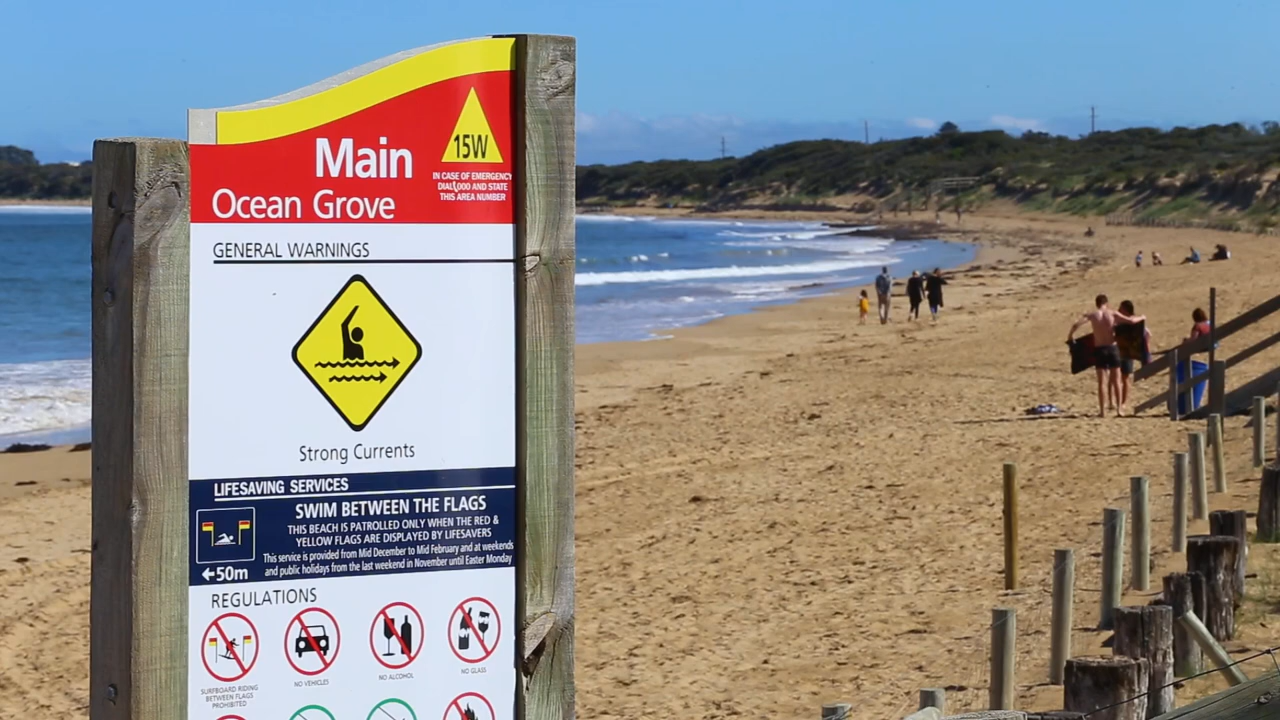 15W
IN CASE OF EMERGENCY
DIAL 000 AND STATE
THIS AREA NUMBER
Main
Ocean Grove
GENERAL WARNINGS
Strong Currents
LIFESAVING SERVICES
SWIM BETWEEN THE FLAGS
THIS BEACH IS PATROLLED ONLY WHEN THE RED &
YELLOW FLAGS ARE DISPLAYED BY LIFESAVERS
This service is provided from Mid December to Mid February and at weekends
and public holidays from the last weekend in November until Easter Monday
←50m
REGULATIONS
SURFBOARD RIDING
BETWEEN FLAGS
PROHIBITED
NO VEHICLES
NO ALCOHOL
NO GLASS